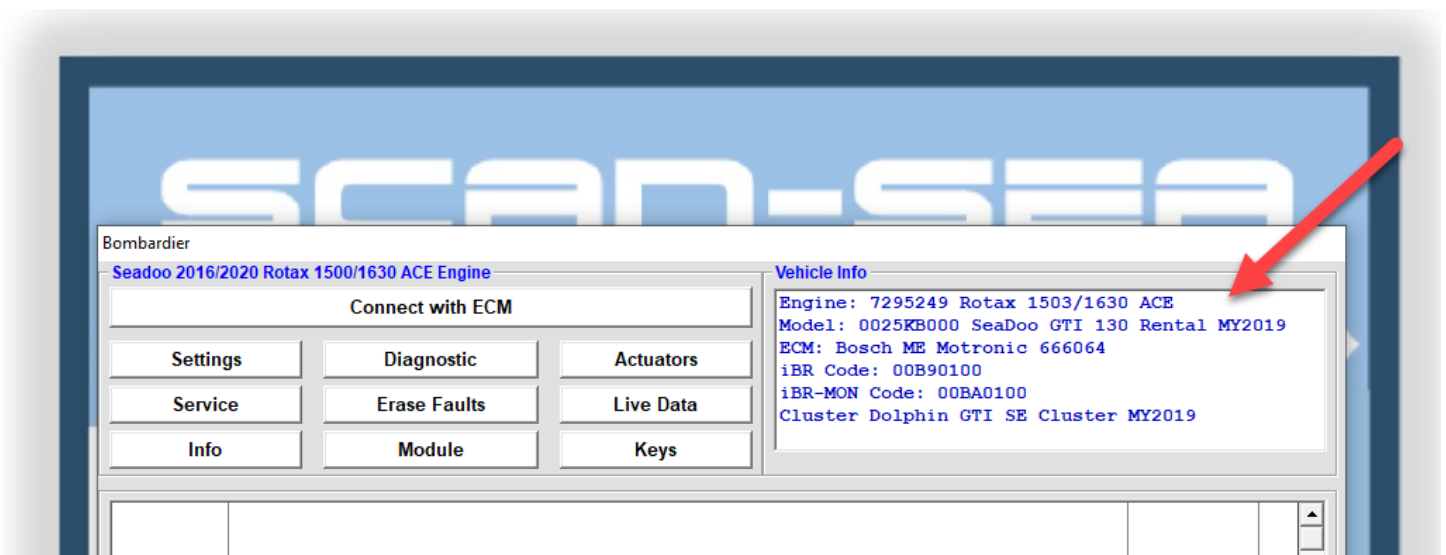 SCAN-SEA
Bombardier
Seadoo 2016/2020 Rotax 1500/1630 ACE Engine
Connect with ECM
Settings
Diagnostic
Actuators
Service
Erase Faults
Live Data
Info
Module
Keys
Vehicle Info
Engine: 7295249 Rotax 1503/1630 ACE
Model: 0025KB000 SeaDoo GTI 130 Rental MY2019
ECM: Bosch ME Motronic 666064
iBR Code: 00B90100
iBR-MON Code: 00BA0100
Cluster Dolphin GTI SE Cluster MY2019